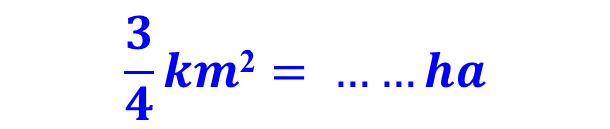 3/4 km² = ... ... ha